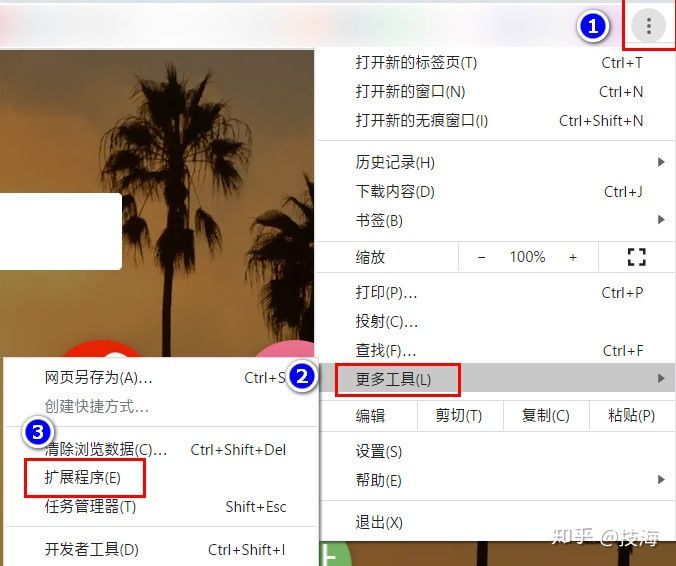 1
打开新的标签页(T) Ctrl+T
打开新的窗口(N) Ctrl+N
打开新的无痕窗口(I) Ctrl+Shift+N
历史记录(H)
下载内容(D) Ctrl+J
书签(B)
缩放 − 100% +
打印(P)... Ctrl+P
投射(C)...
查找(F)... Ctrl+F
2
更多工具(L)
编辑 剪切(T) 复制(C) 粘贴(P)
设置(S)
帮助(E)
退出(X)
网页另存为(A)... Ctrl+S
创建快捷方式...
3
清除浏览数据(C)... Ctrl+Shift+Del
扩展程序(E)
任务管理器(T) Shift+Esc
开发者工具(D) Ctrl+Shift+I
知乎 @技海